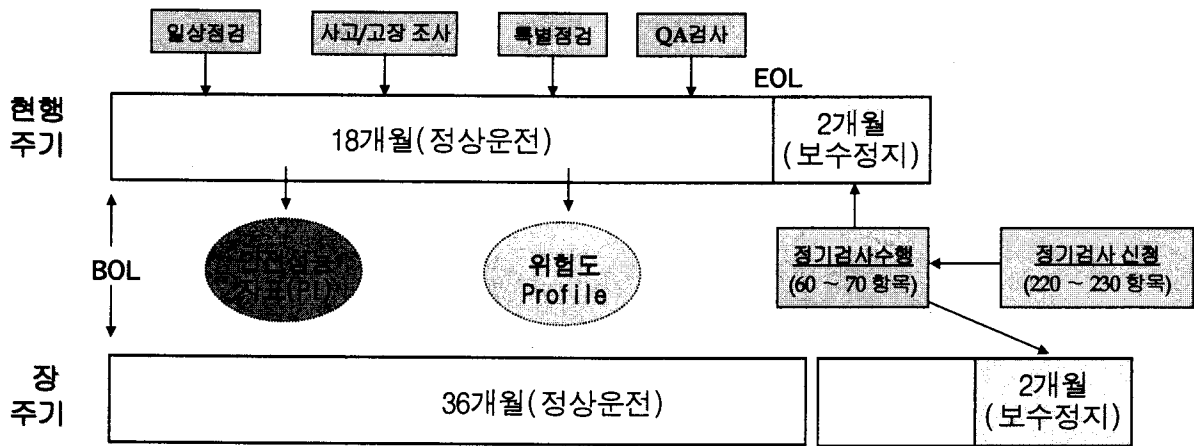 일상점검
사고/고장 조사
특별점검
QA검사
EOL
현행
주기
18개월(정상운전)
2개월
(보수정지)
BOL
(PI)
위험도
Profile
정기검사수행
(60 ~ 70 항목)
정기검사 신청
(220 ~ 230 항목)
장
주기
36개월(정상운전)
2개월
(보수정지)